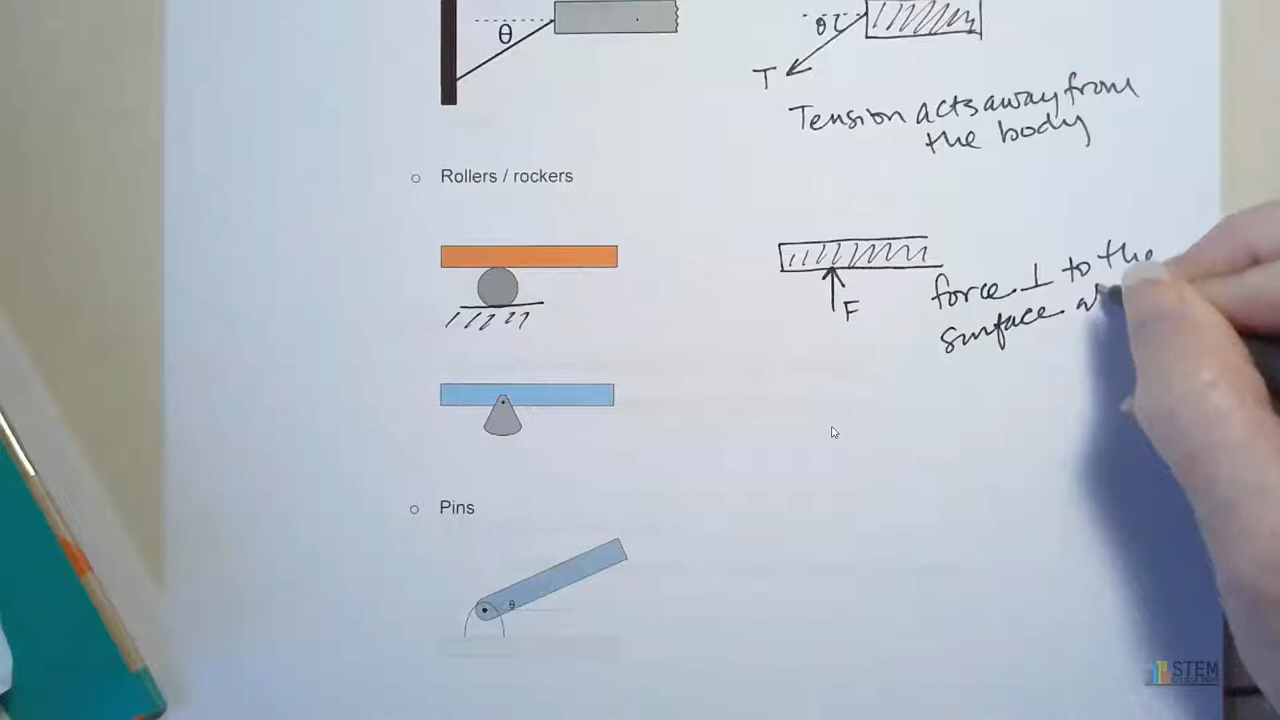 θ
θ
T
Tension acts away from
the body
○ Rollers / rockers
F
force ⊥ to the
surface
○ Pins
θ
STEM